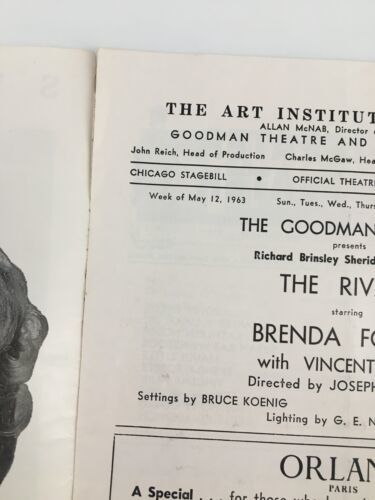 THE ART INSTITUT
ALLAN McNAB, Director
GOODMAN THEATRE AND
John Reich, Head of Production Charles McGaw, Hea
CHICAGO STAGEBILL • OFFICIAL THEATR
Week of May 12, 1963 Sun., Tues., Wed., Thurs
THE GOODMAN
presents
Richard Brinsley Sherid
THE RIV
starring
BRENDA FO
with VINCENT
Directed by JOSEPH
Settings by BRUCE KOENIG
Lighting by G. E. N
ORLAN
PARIS
A Special . . . for those who